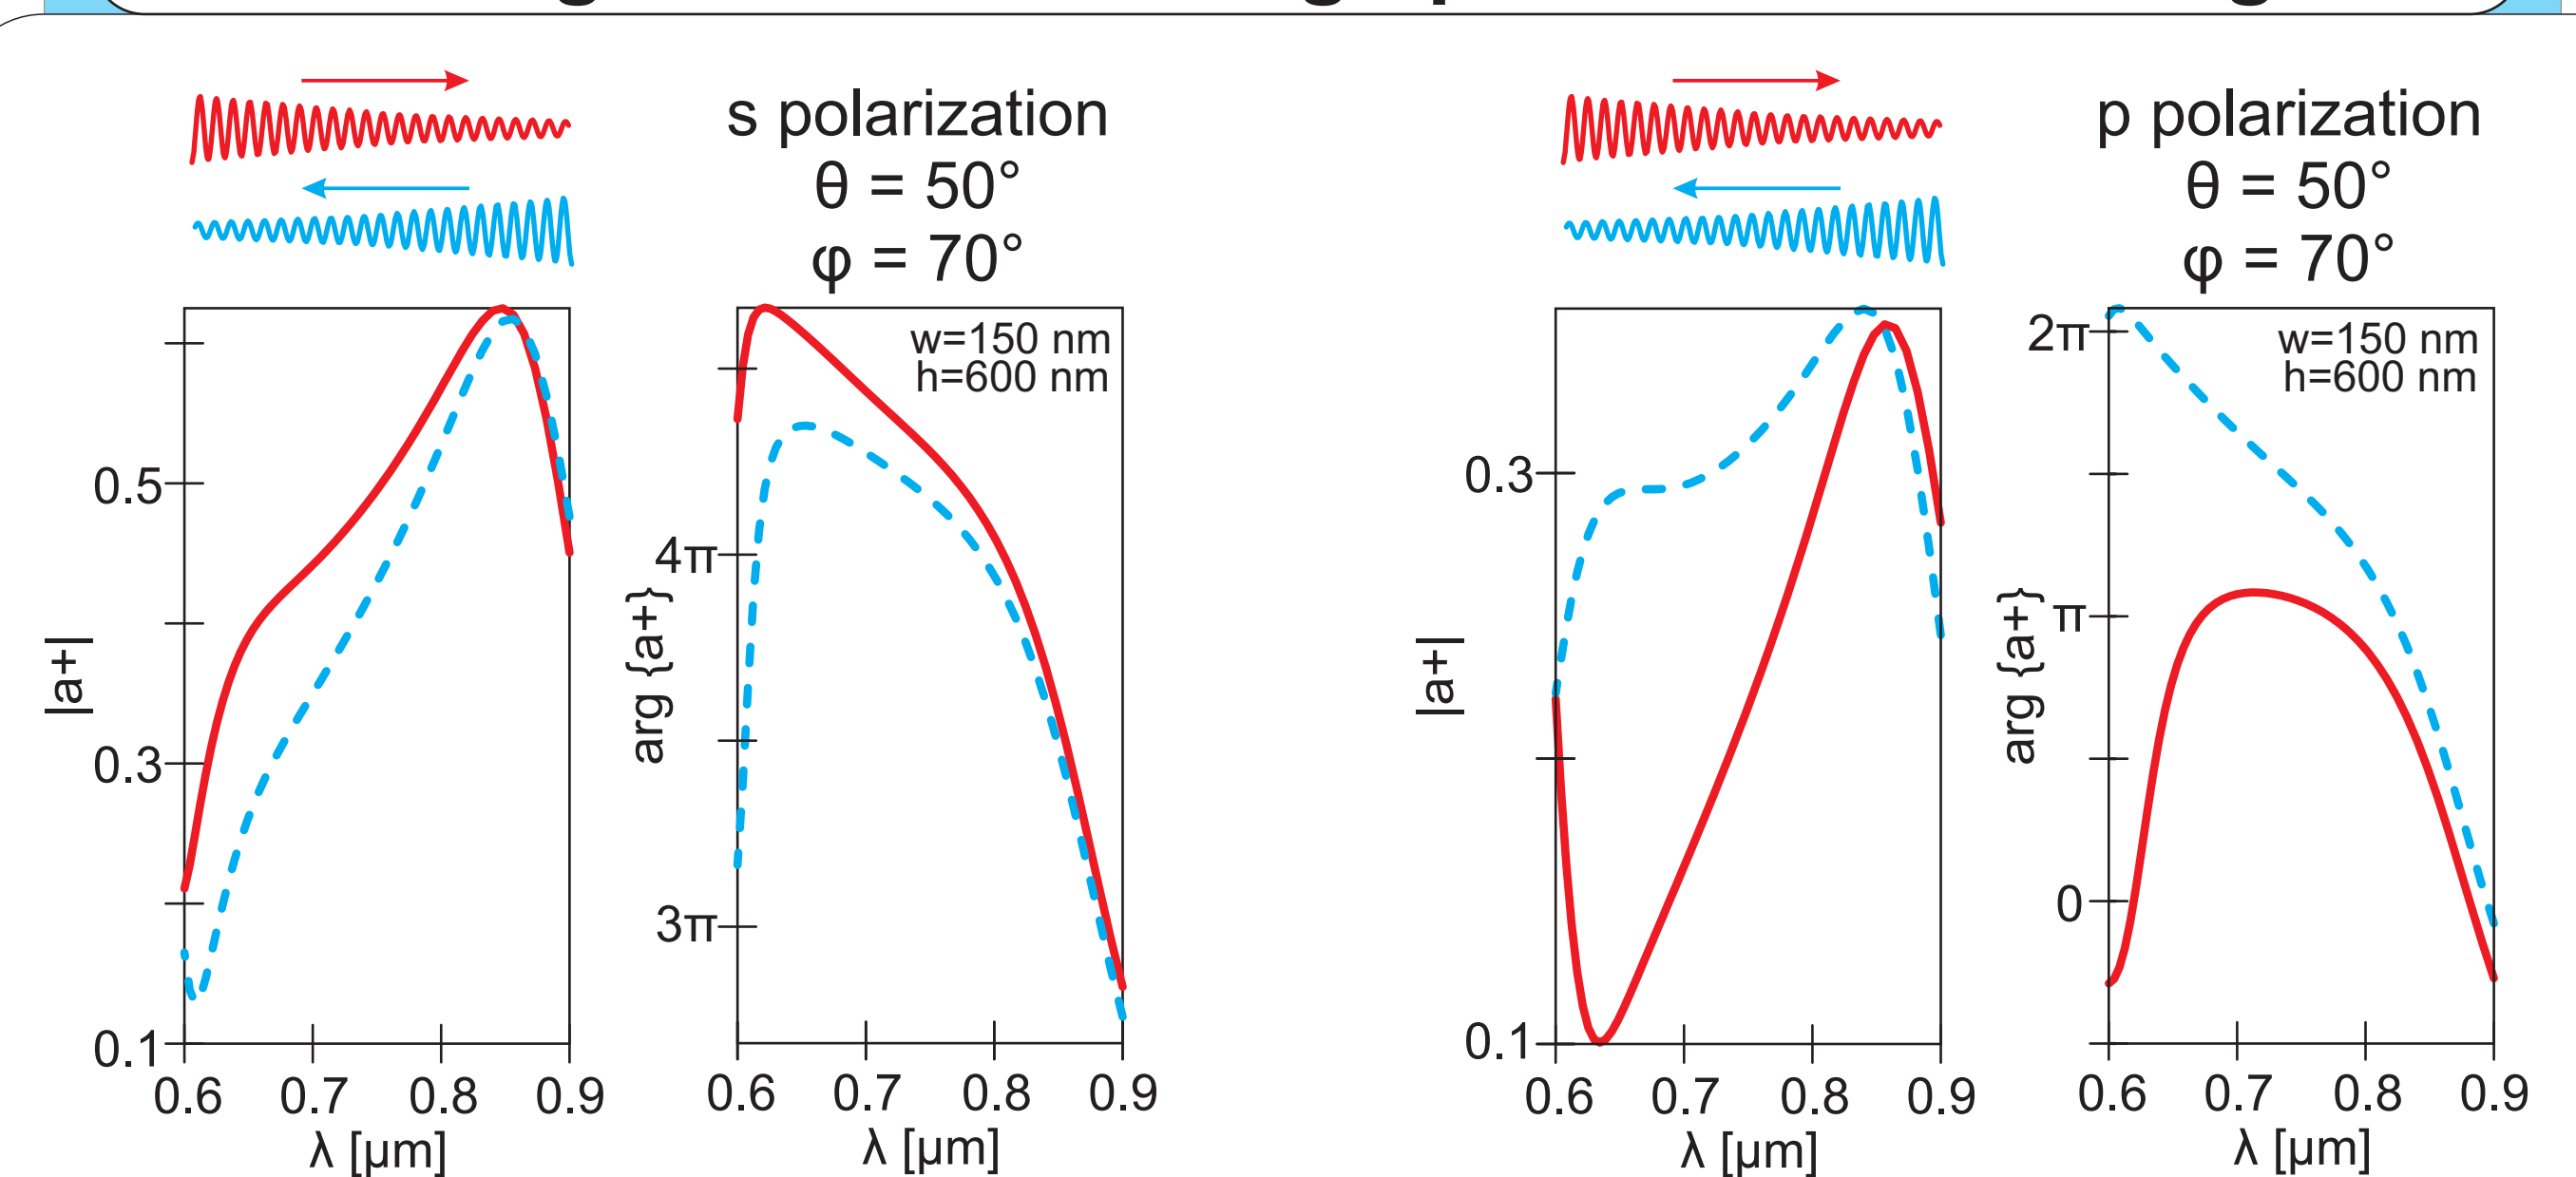 s polarization
θ = 50°
φ = 70°
|a+|
0.5
0.3
0.1
0.6 0.7 0.8 0.9
λ [μm]
arg {a+}
4π
3π
w=150 nm
h=600 nm
0.6 0.7 0.8 0.9
λ [μm]
p polarization
θ = 50°
φ = 70°
|a+|
0.3
0.1
0.6 0.7 0.8 0.9
λ [μm]
arg {a+}
2π
π
0
w=150 nm
h=600 nm
0.6 0.7 0.8 0.9
λ [μm]